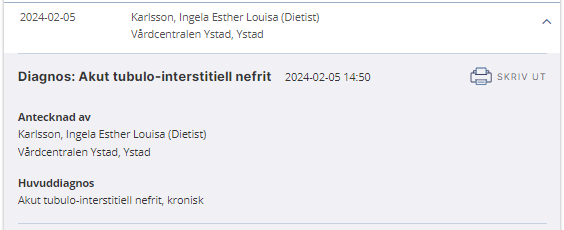 2024-02-05 Karlsson, Ingela Esther Louisa (Dietist)
Vårdcentralen Ystad, Ystad
Diagnos: Akut tubulo-interstitiell nefrit 2024-02-05 14:50 SKRIV UT
Antecknad av
Karlsson, Ingela Esther Louisa (Dietist)
Vårdcentralen Ystad, Ystad
Huvuddiagnos
Akut tubulo-interstitiell nefrit, kronisk